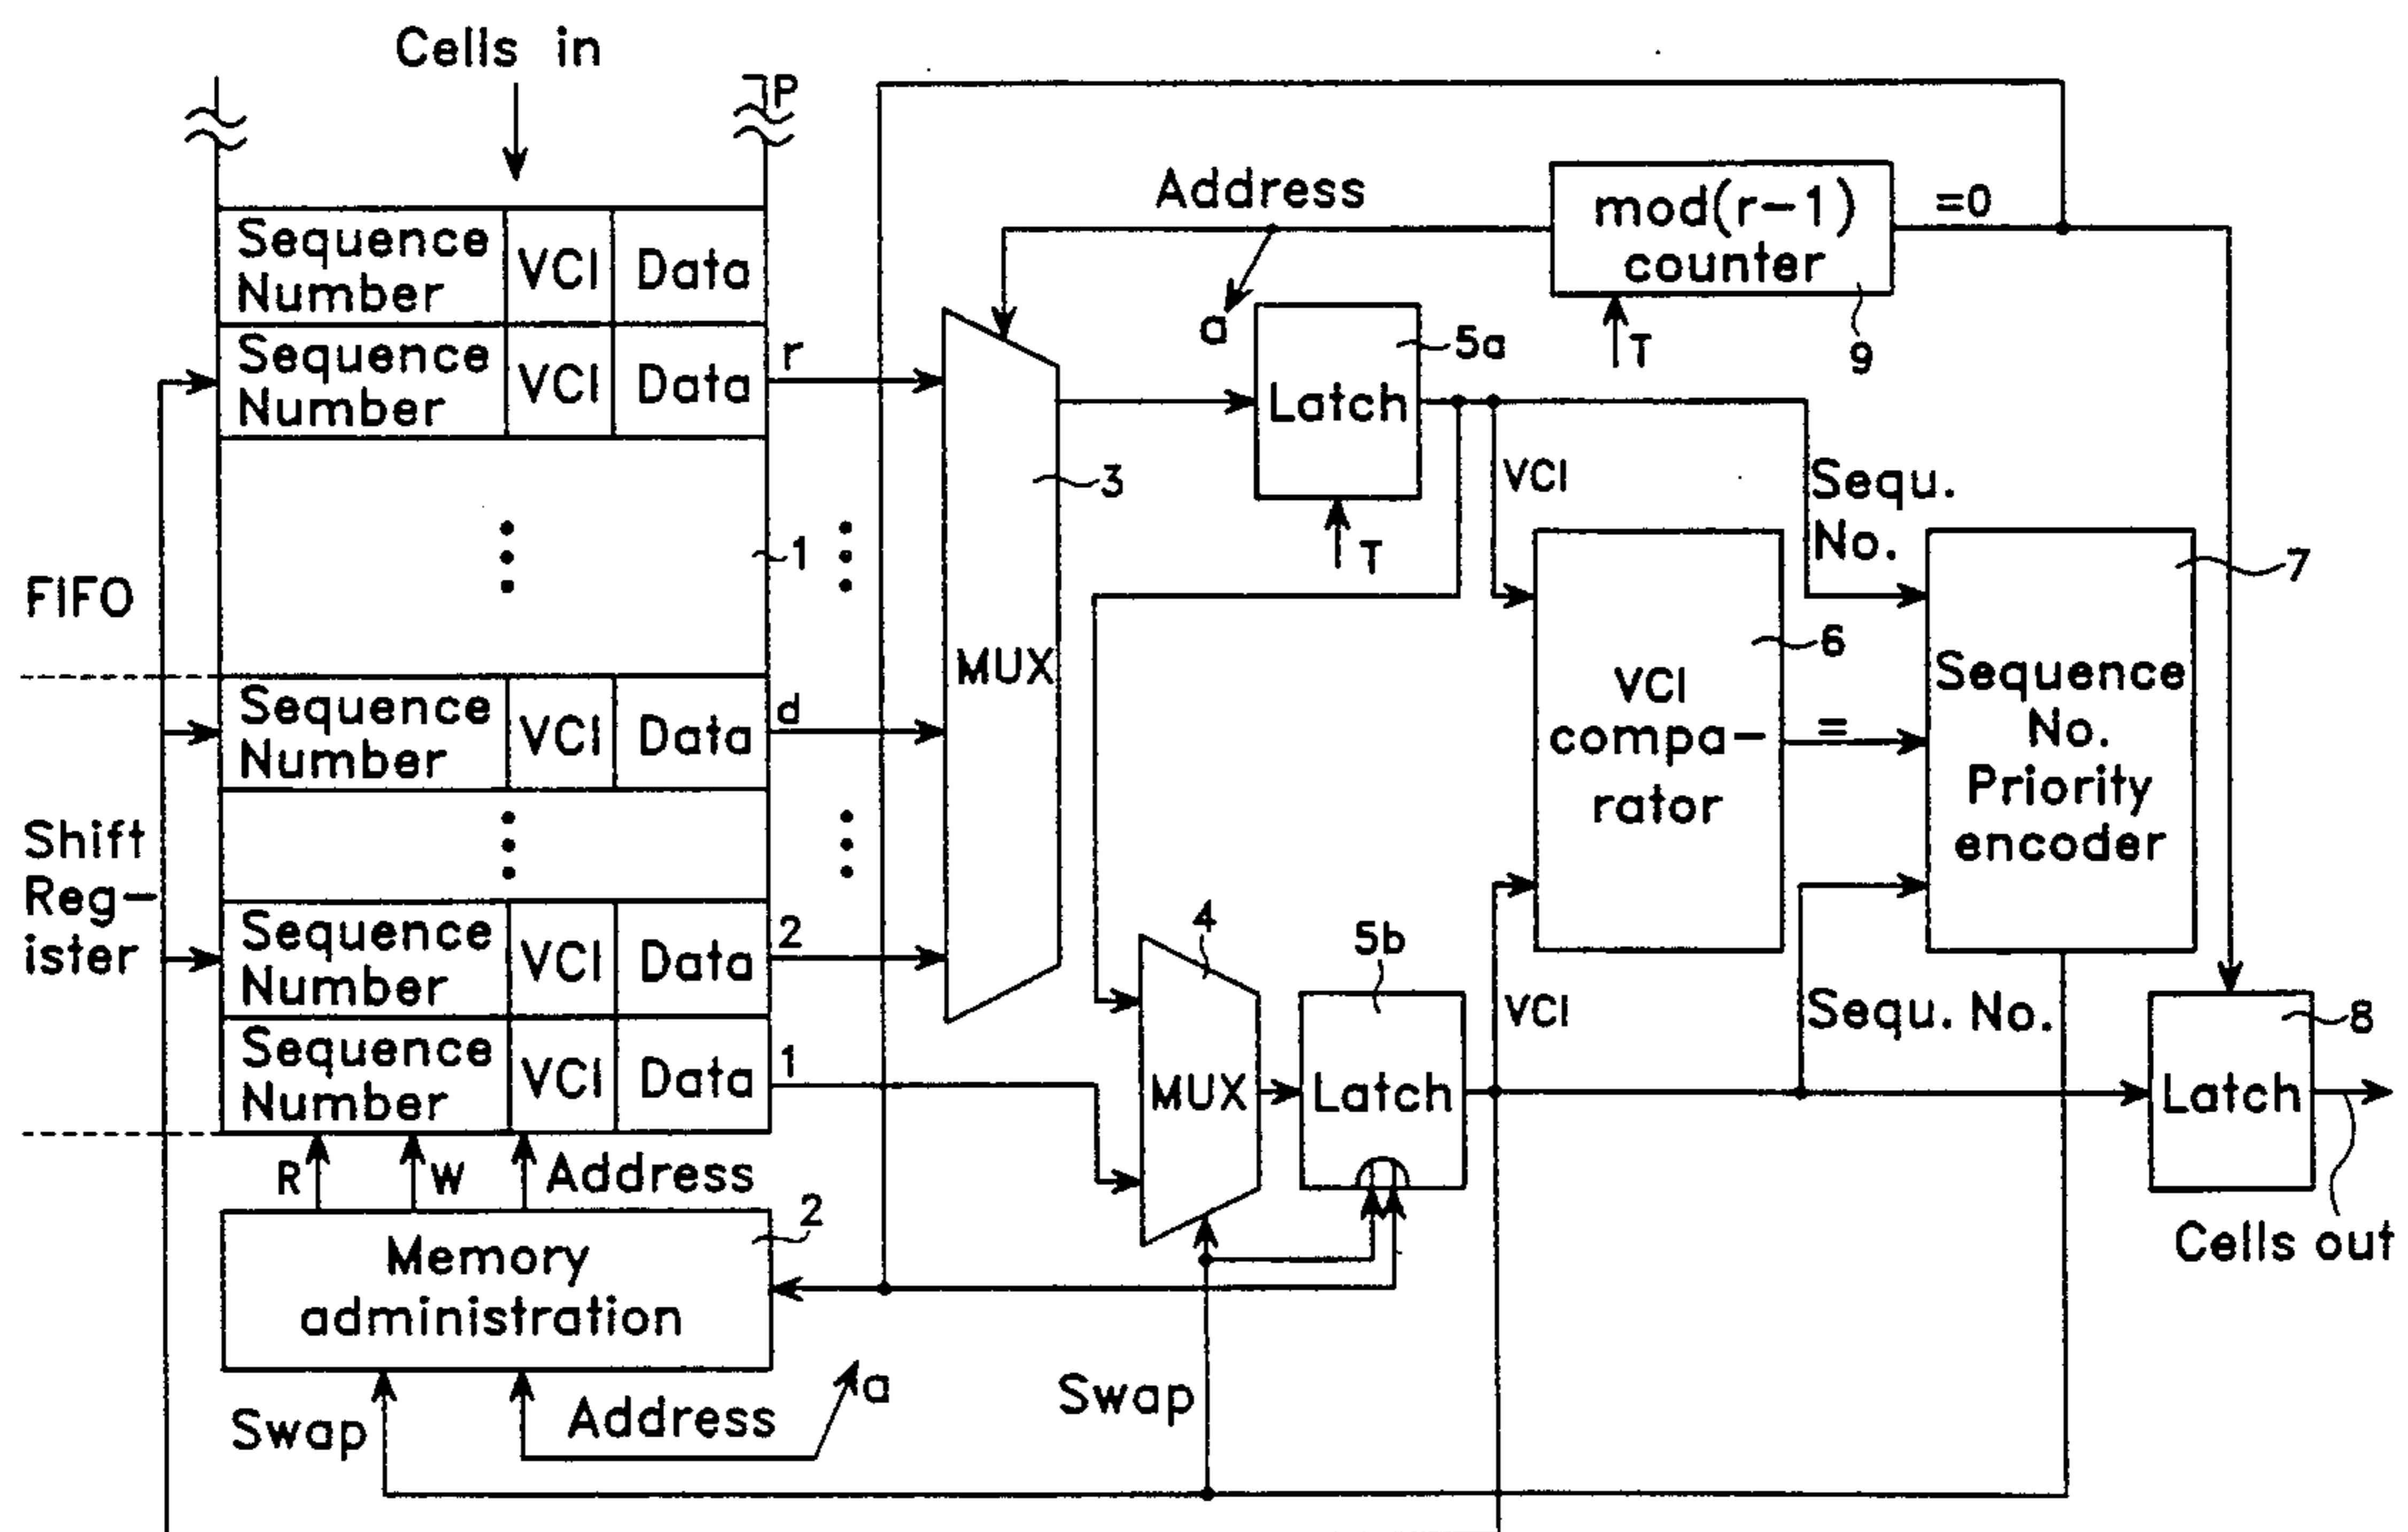 Cells in
P
Address
mod(r-1)
counter
=0
T
9
a
Sequence
Number
VCI
Data
Sequence
Number
VCI
Data
r
Latch
5a
T
3
VCI
Sequ.
No.
1
FIFO
MUX
VCI
compa-
rator
6
=
Sequence
No.
Priority
encoder
7
Sequence
Number
VCI
Data
d
Shift
Reg-
ister
Sequence
Number
VCI
Data
2
Sequence
Number
VCI
Data
1
4
MUX
5b
Latch
VCI
Sequ. No.
8
Latch
Cells out
R
W
Address
2
Memory
administration
Swap
Address
a
Swap